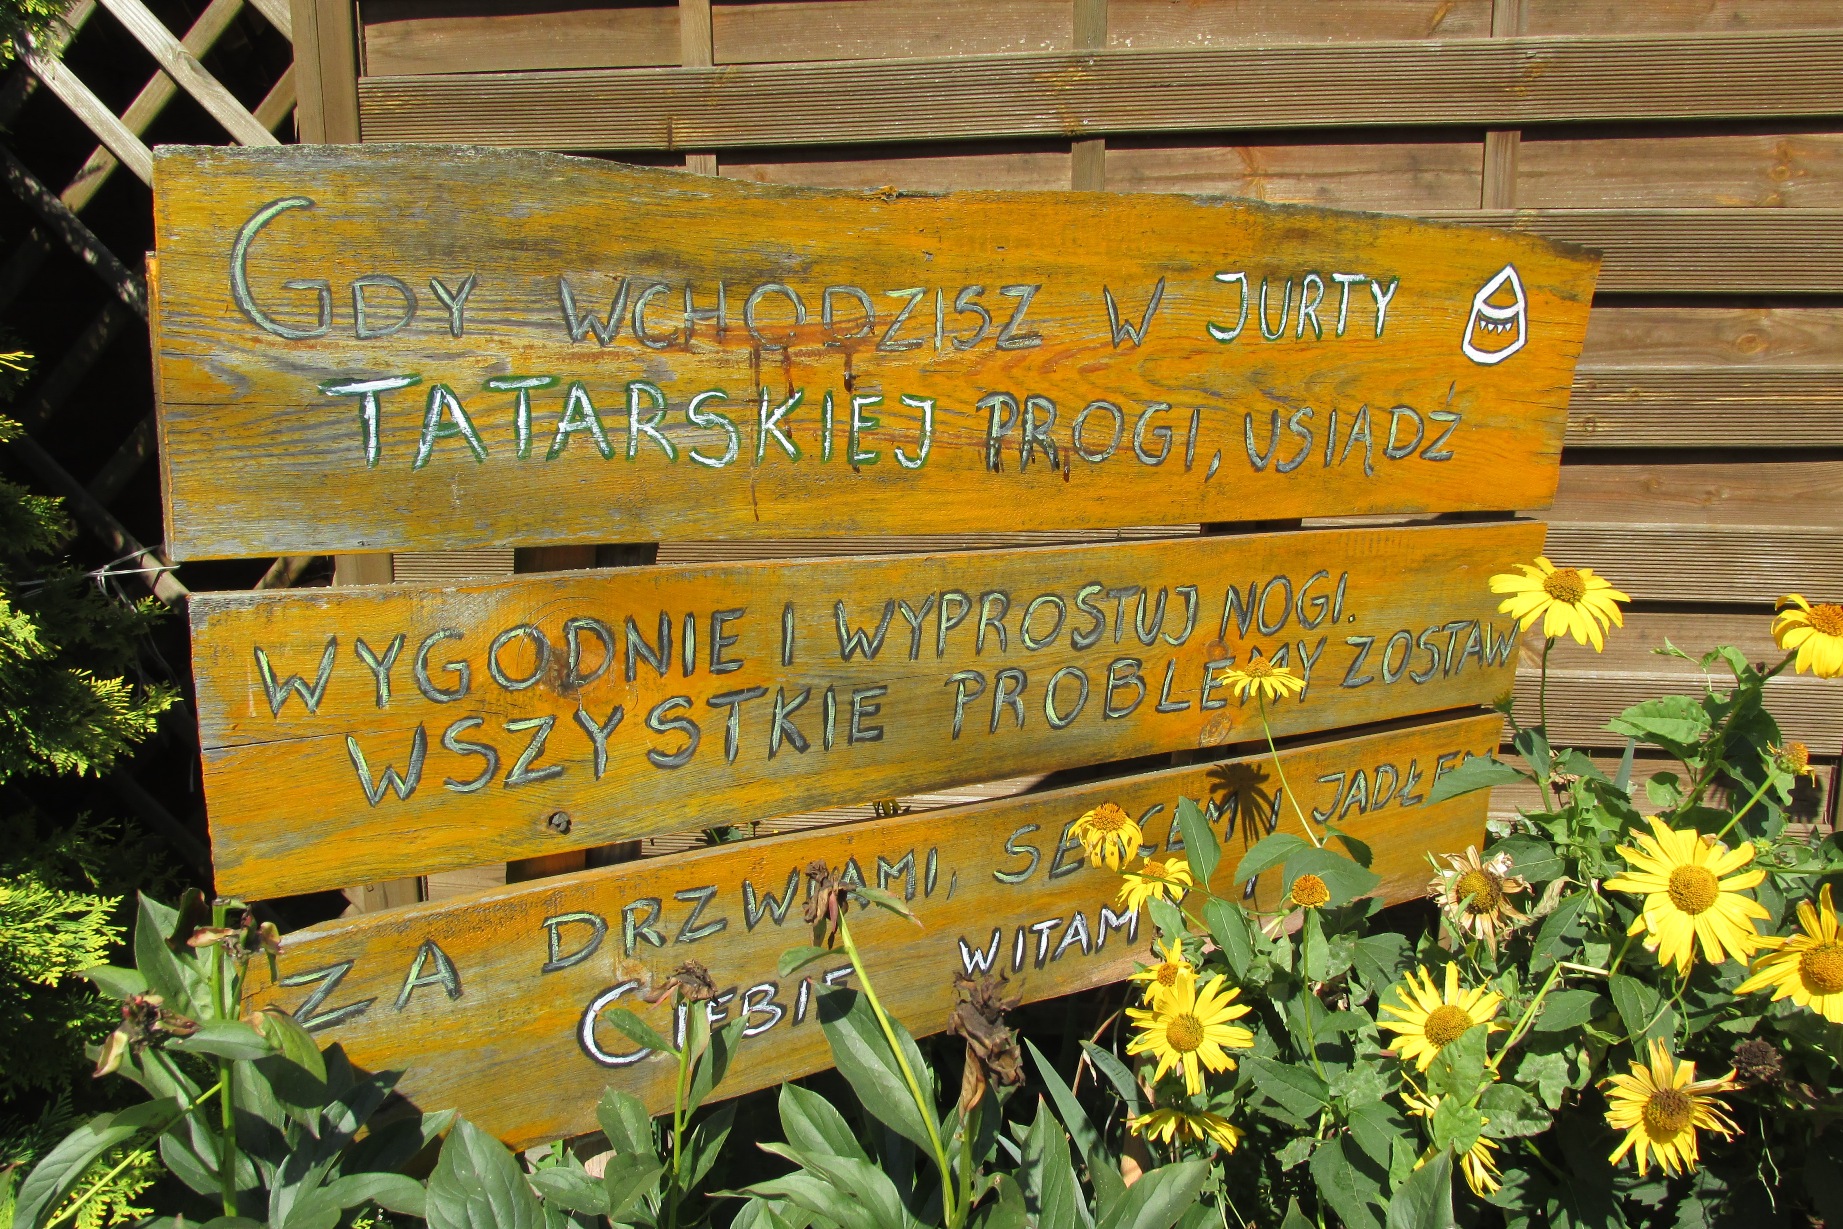 GDY WCHODZISZ W JURTY
TATARSKIEJ PROGI, USIĄDŹ
WYGODNIE I WYPROSTUJ NOGI.
WSZYSTKIE PROBLEMY ZOSTAW
ZA DRZWIAMI, SERCEM I JADŁEM
CIEBIE WITAMY